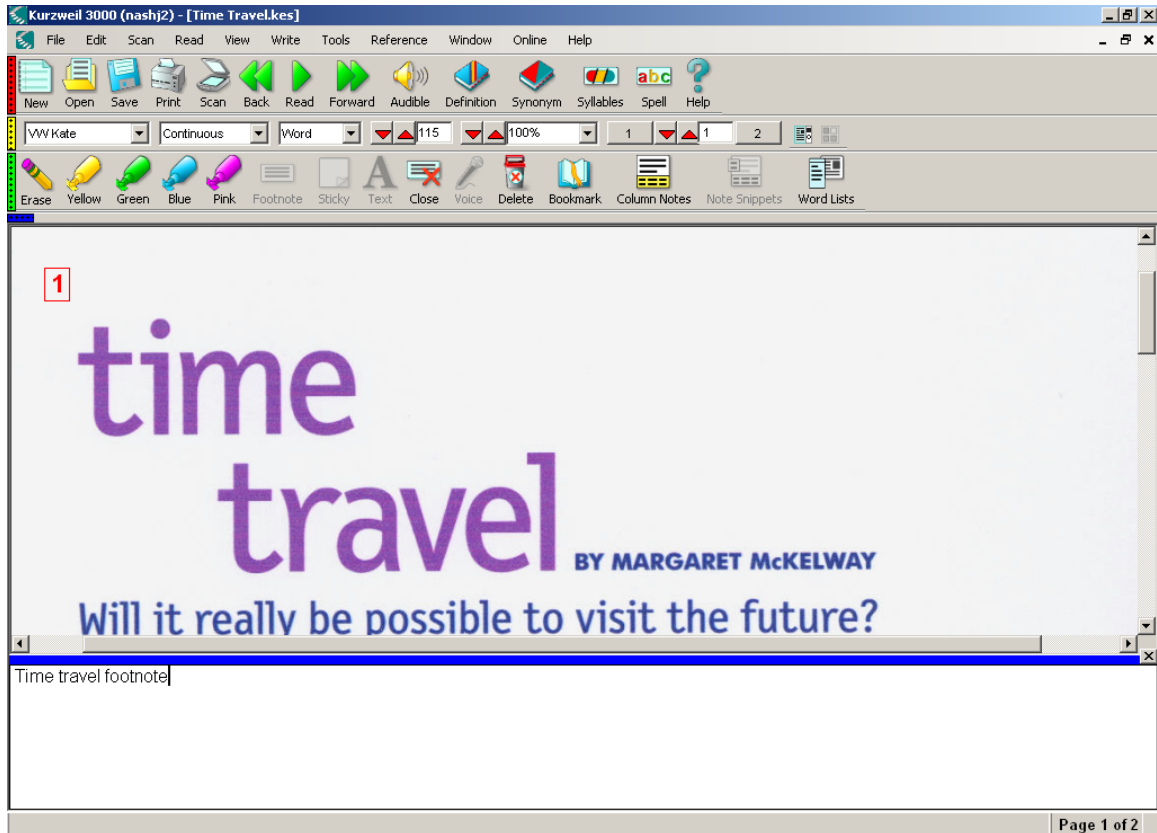 Kurzweil 3000 (nashj2) - [Time Travel.kes]
File Edit Scan Read View Write Tools Reference Window Online Help
New Open Save Print Scan Back Read Forward Audible Definition Synonym Syllables Spell Help
abc
VW Kate Continuous Word 115 100% 1 1 2
A
Erase Yellow Green Blue Pink Footnote Sticky Text Close Voice Delete Bookmark Column Notes Note Snippets Word Lists
1
time
travel
BY MARGARET McKELWAY
Will it really be possible to visit the future?
Time travel footnote
Page 1 of 2